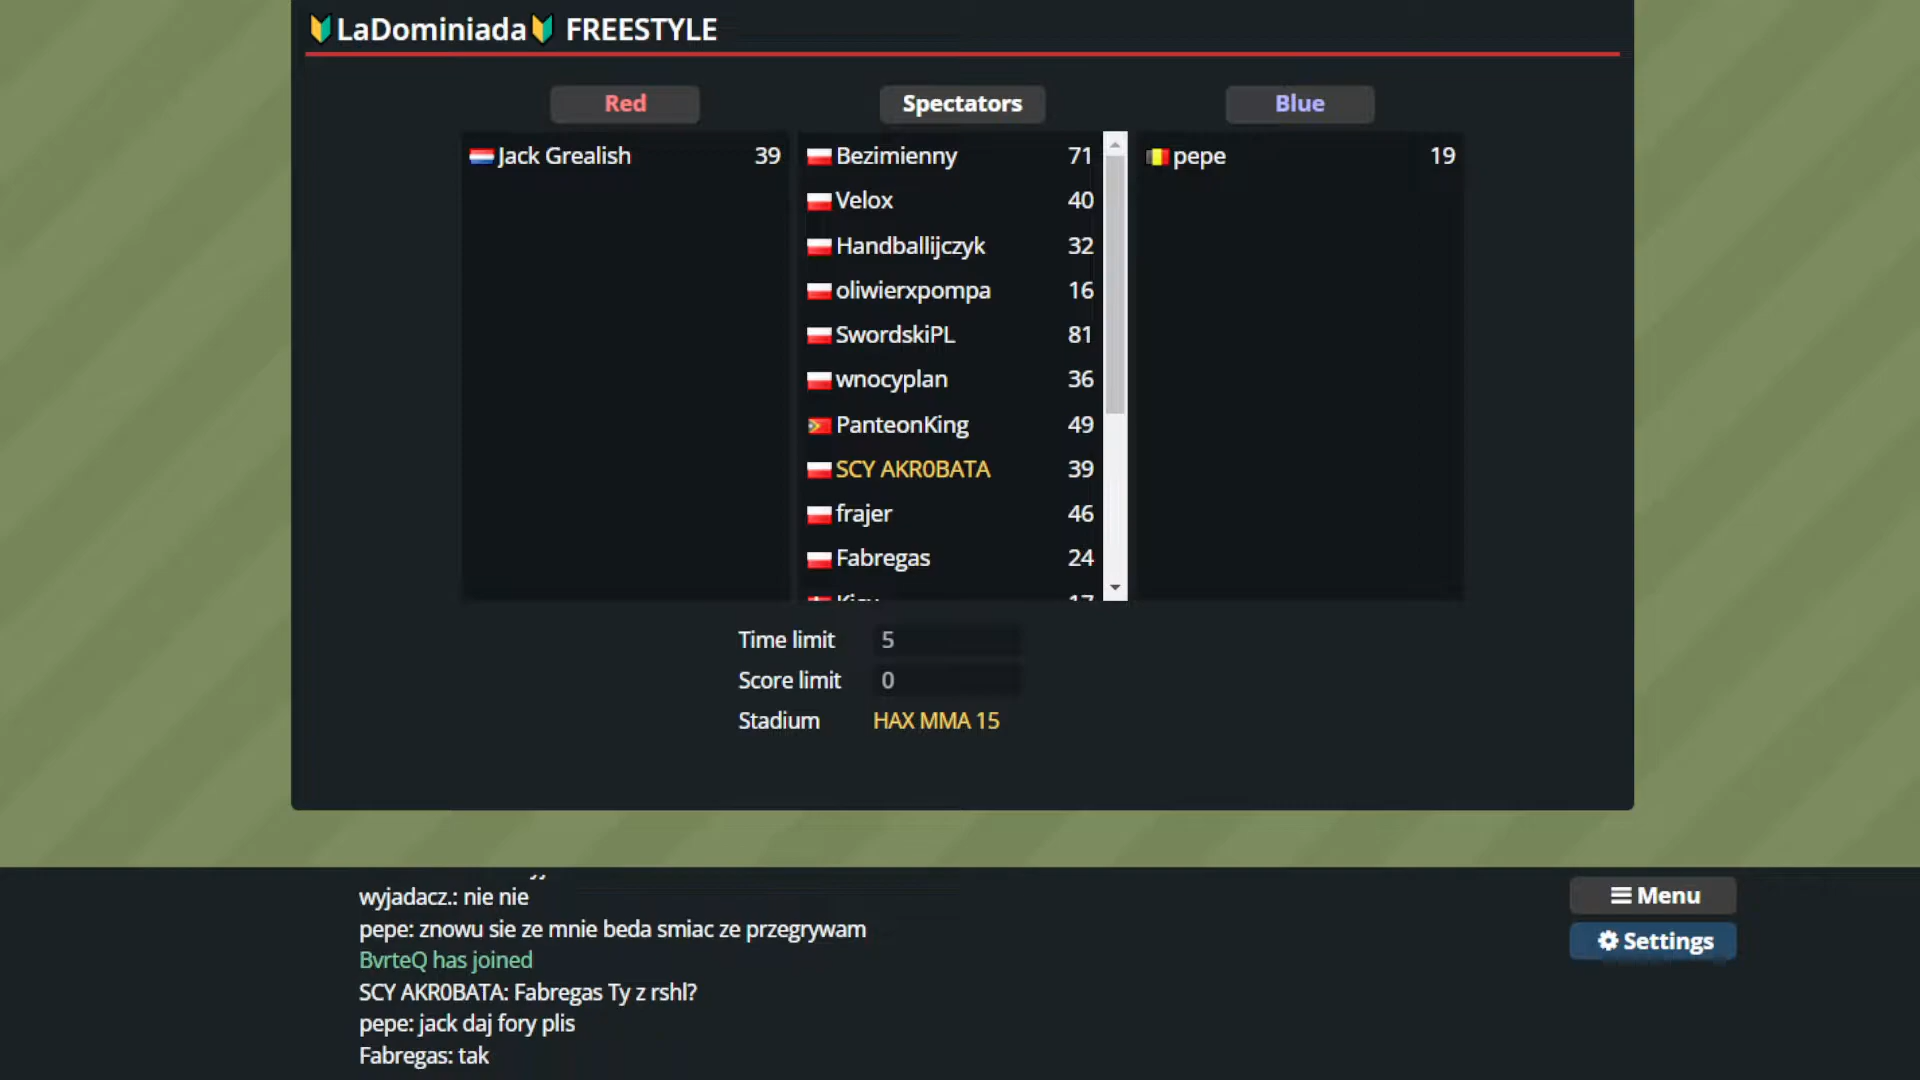 LaDominiada FREESTYLE
Red
Spectators
Blue
Jack Grealish 39
Bezimienny 71
pepe 19
Velox 40
Handballijczyk 32
oliwierxpompa 16
SwordskiPL 81
wnocyplan 36
PanteonKing 49
SCY AKR0BATA 39
frajer 46
Fabregas 24
Time limit 5
Score limit 0
Stadium HAX MMA 15
wyjadacz.: nie nie
pepe: znowu sie ze mnie beda smiac ze przegrywam
BvrteQ has joined
SCY AKR0BATA: Fabregas Ty z rshl?
pepe: jack daj fory plis
Fabregas: tak
Menu
Settings